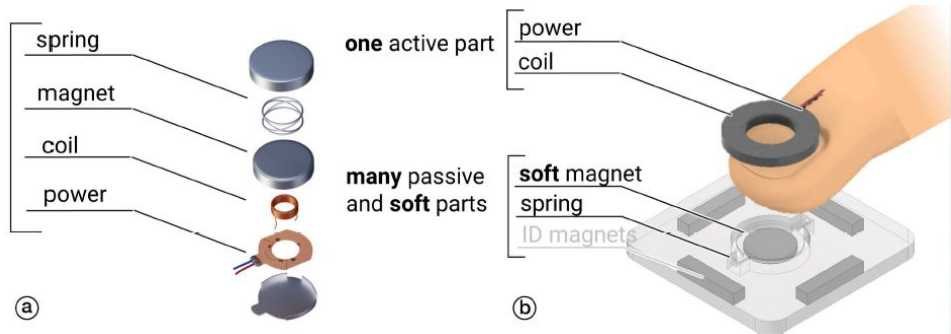 spring
magnet
coil
power
ⓐ
one active part
many passive
and soft parts
power
coil
soft magnet
spring
ID magnets
ⓑ